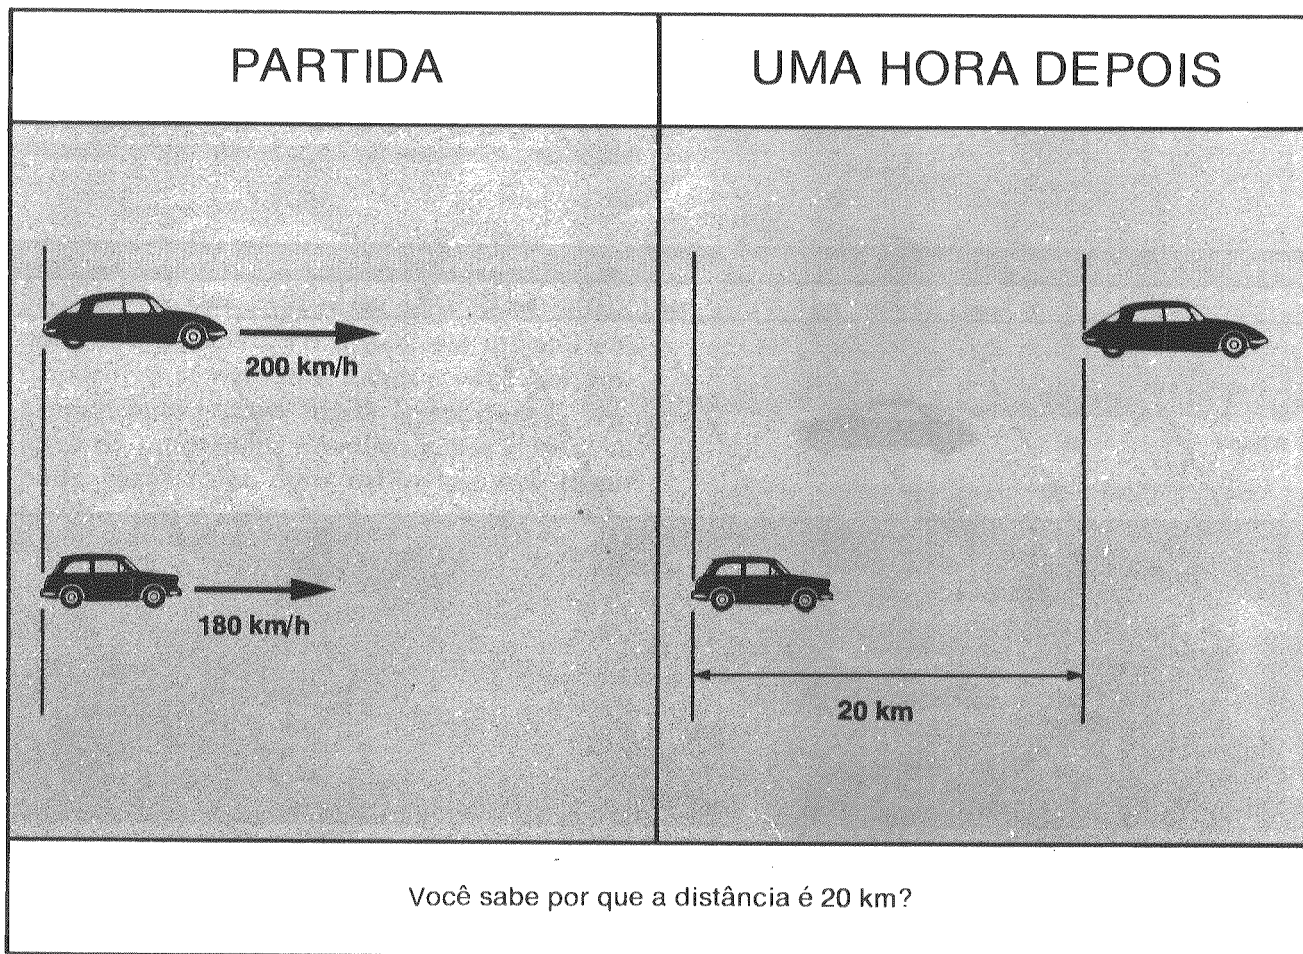 PARTIDA
UMA HORA DEPOIS
200 km/h
180 km/h
20 km
Você sabe por que a distância é 20 km?